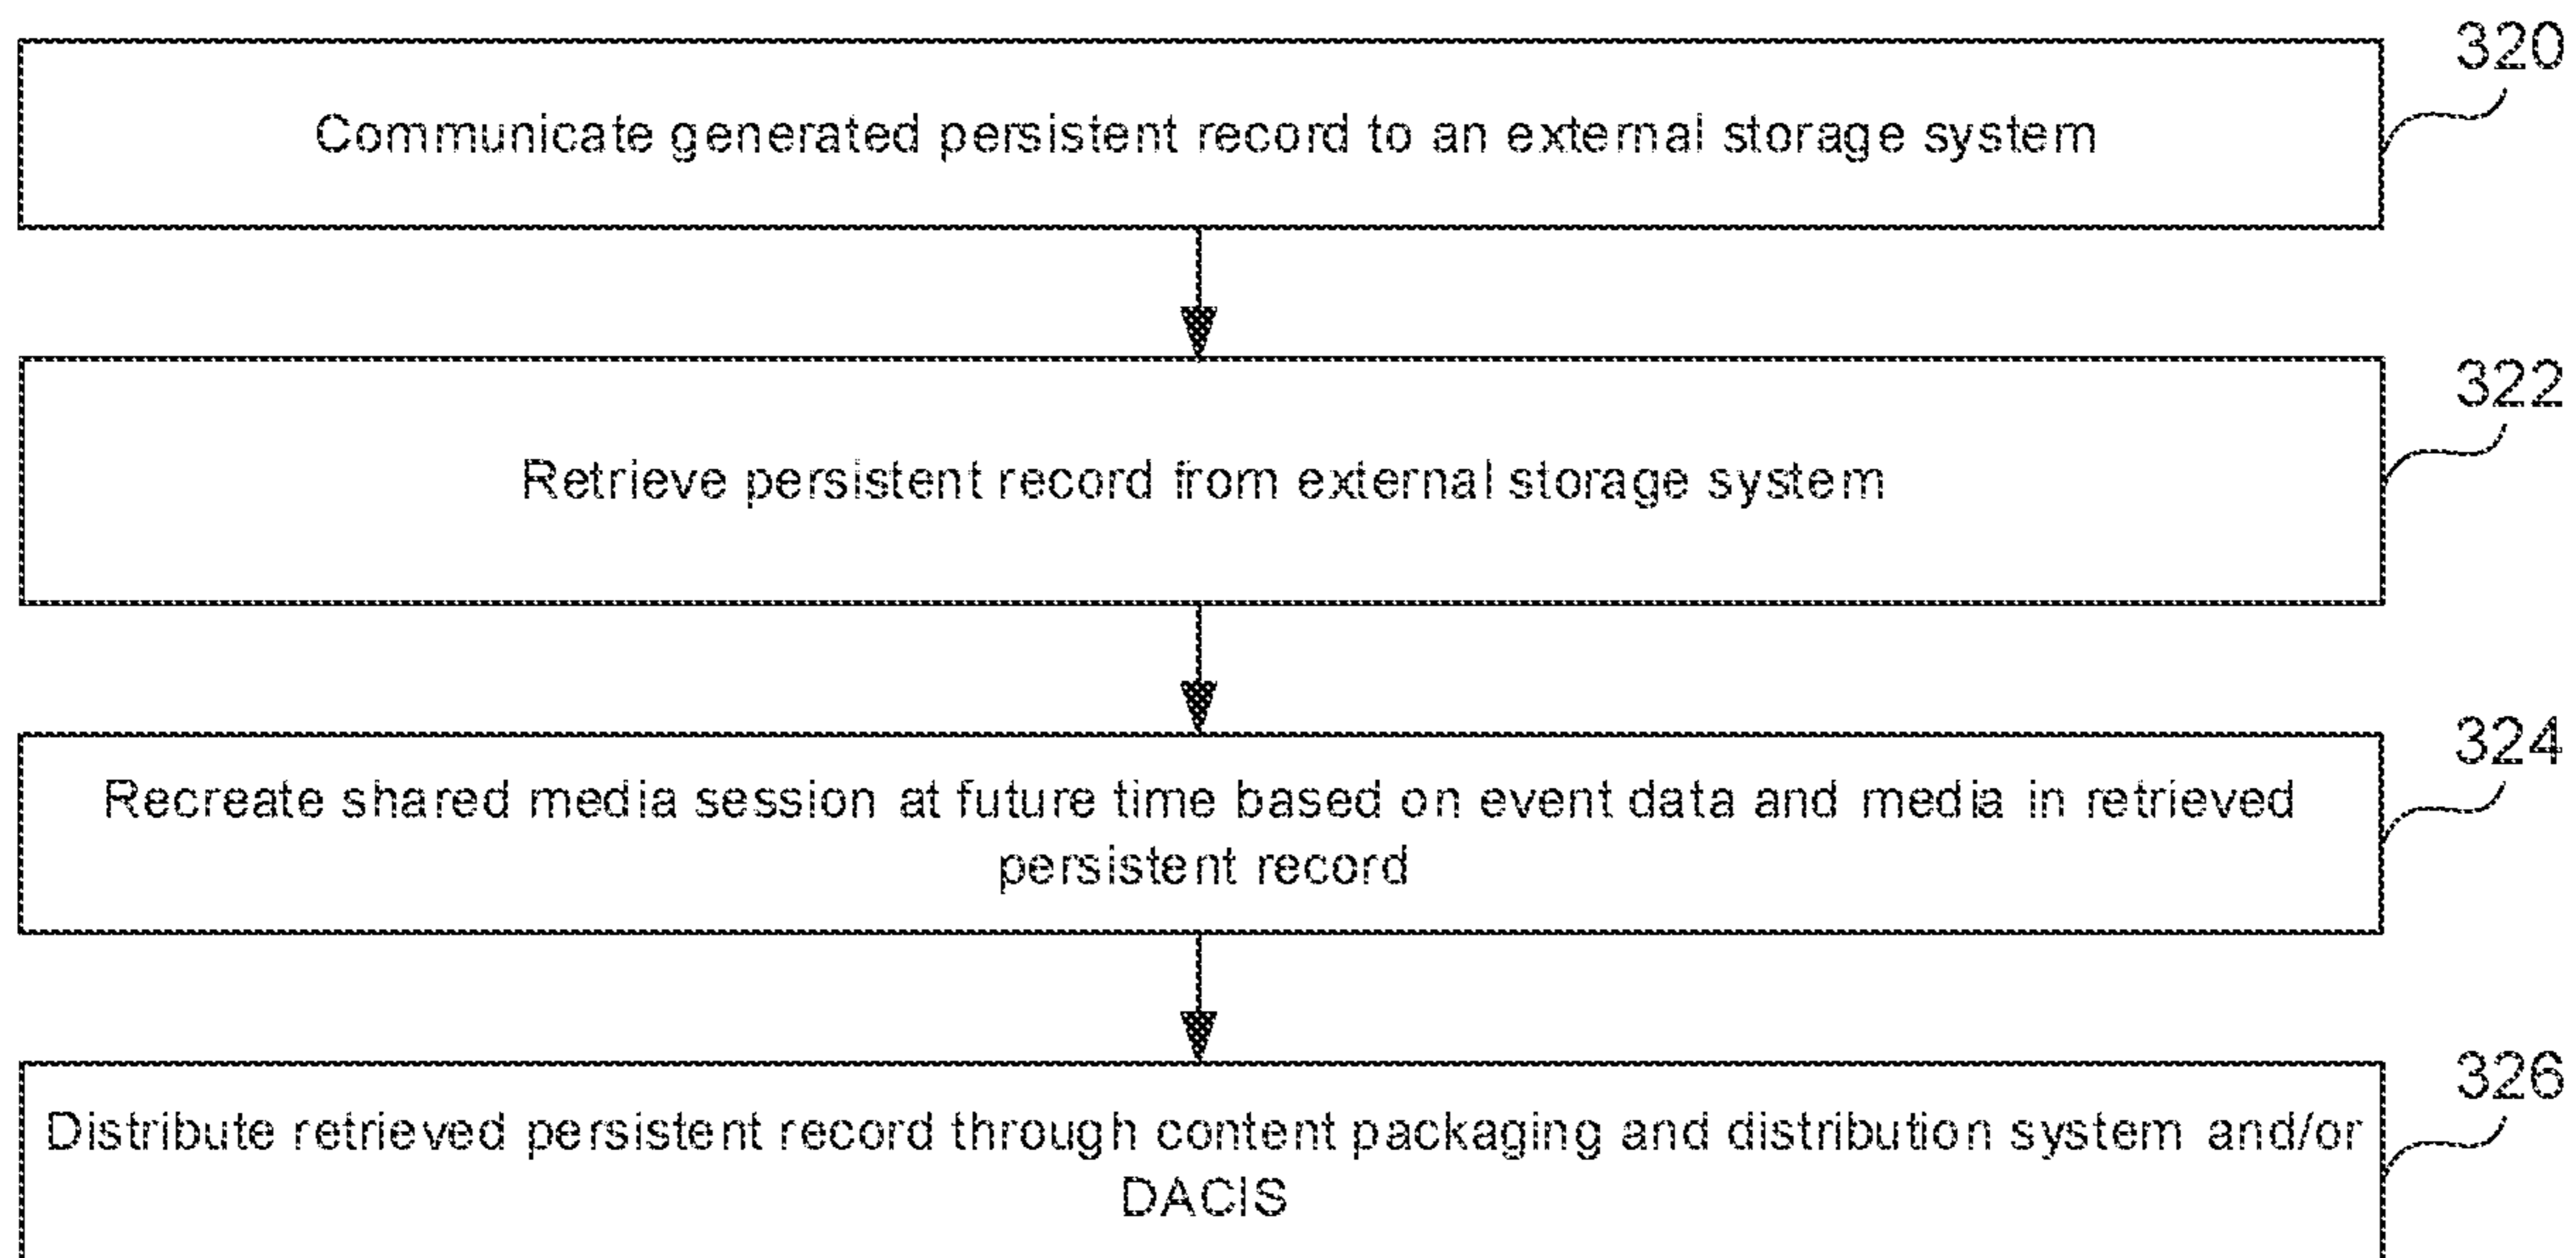 320
Communicate generated persistent record to an external storage system
322
Retrieve persistent record from external storage system
324
Recreate shared media session at future time based on event data and media in retrieved
persistent record
326
Distribute retrieved persistent record through content packaging and distribution system and/or
DACIS